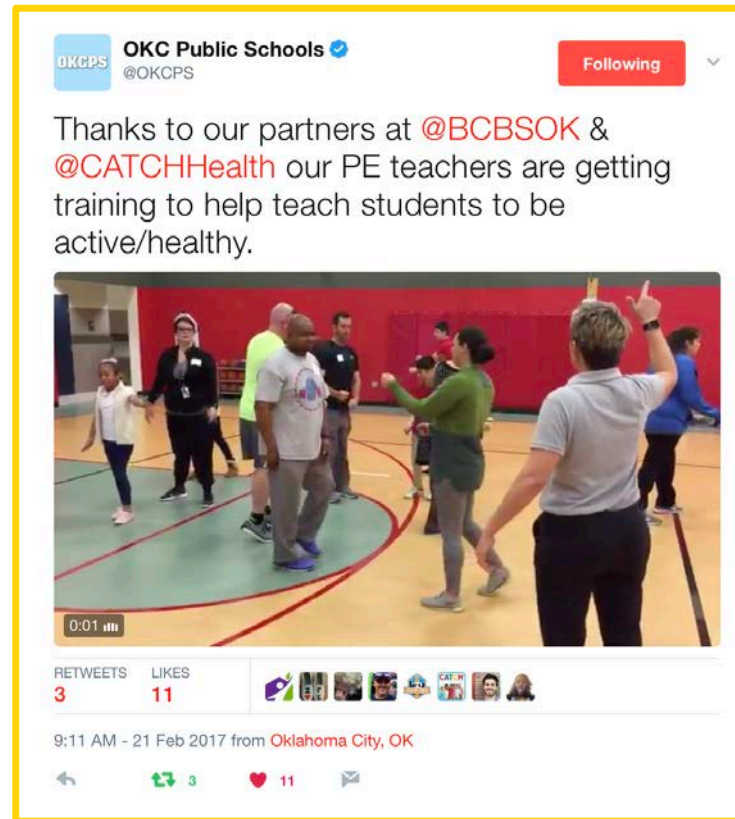 OKCPS
OKC Public Schools
@OKCPS
Following
Thanks to our partners at @BCBSOK &
@CATCHHealth our PE teachers are getting
training to help teach students to be
active/healthy.
0:01
RETWEETS LIKES
3 11
CATCH
9:11 AM - 21 Feb 2017 from Oklahoma City, OK
3 11